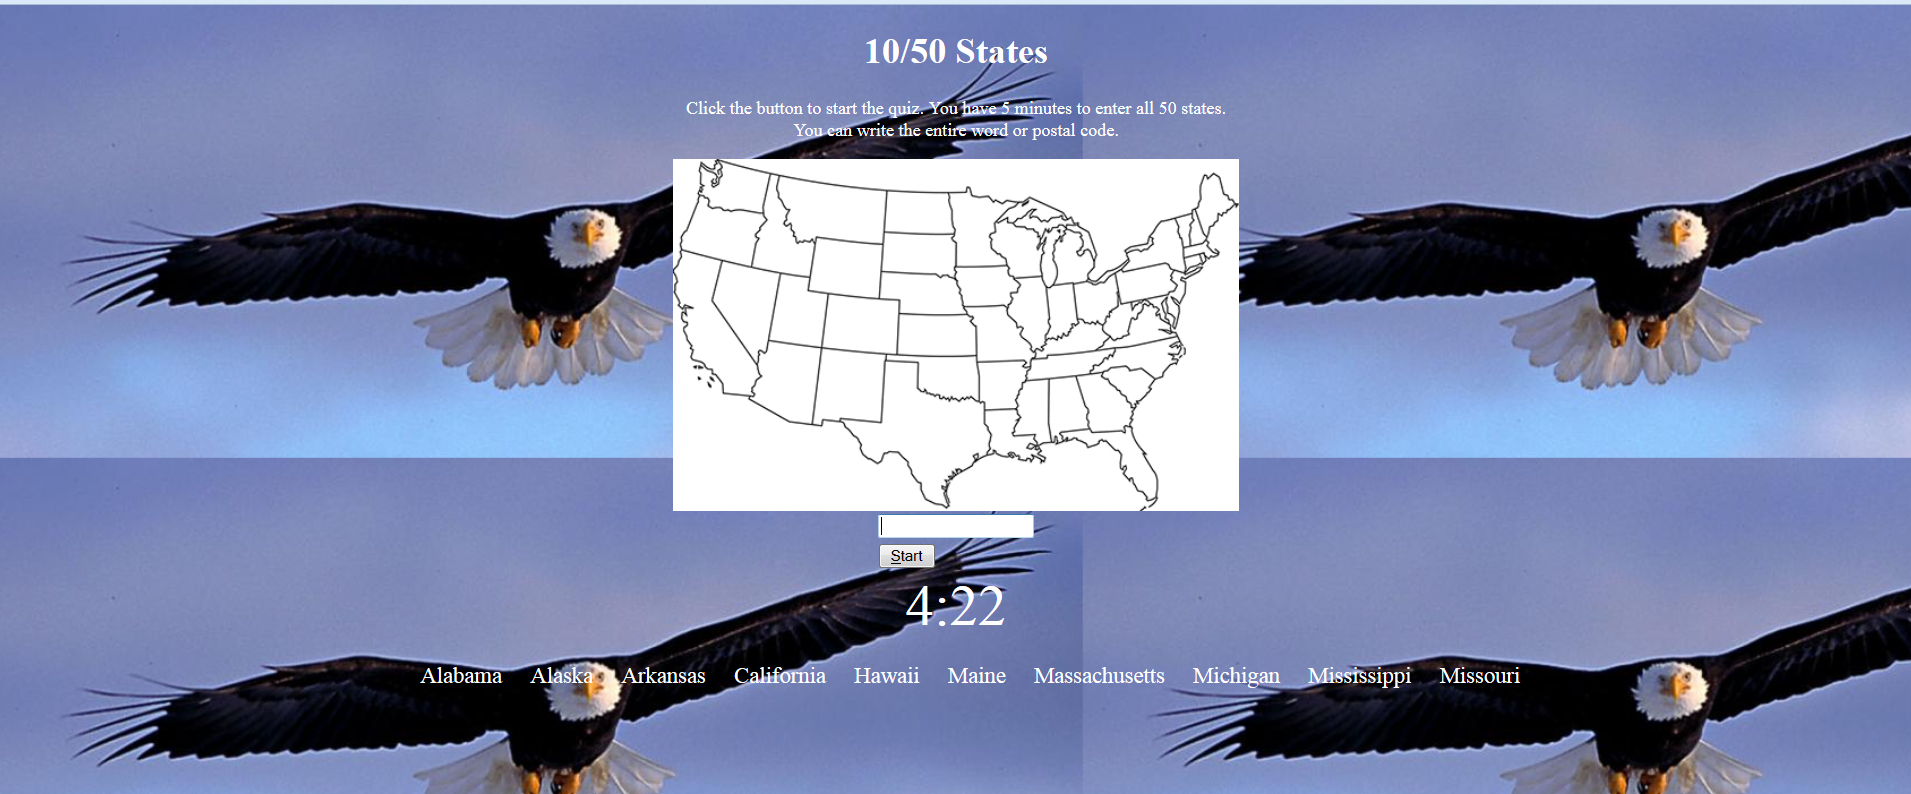 10/50 States
Click the button to start the quiz. You have 5 minutes to enter all 50 states.
You can write the entire word or postal code.
Start
4:22
Alabama Alaska Arkansas California Hawaii Maine Massachusetts Michigan Mississippi Missouri